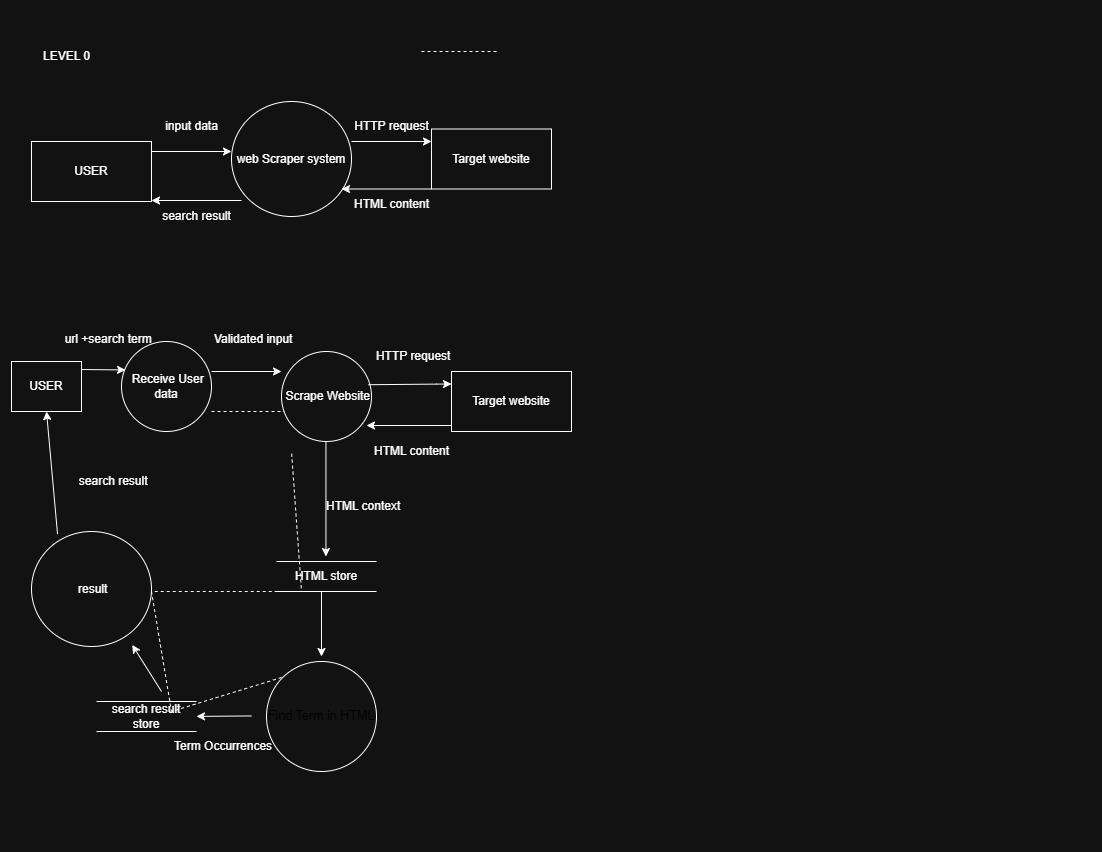 LEVEL 0
input data
HTTP request
USER
web Scraper system
Target website
search result
HTML content
url +search term
Validated input
HTTP request
USER
Receive User
data
Scrape Website
Target website
HTML content
search result
HTML context
HTML store
result
search result
store
Find Term in HTML
Term Occurrences